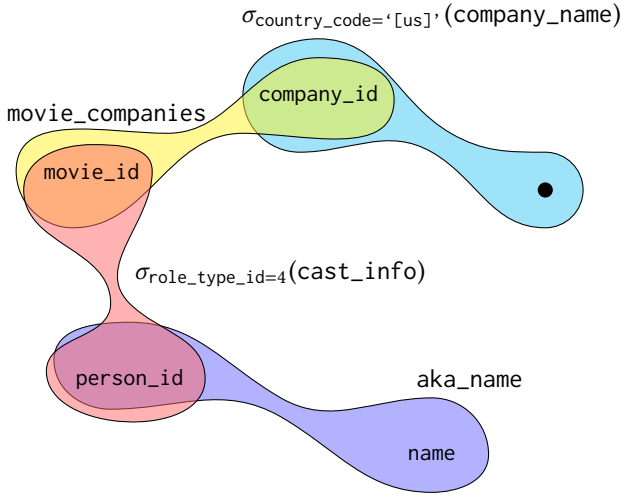 σcountry_code=‘[us]’(company_name)
company_id
movie_companies
movie_id
σrole_type_id=4(cast_info)
person_id
aka_name
name